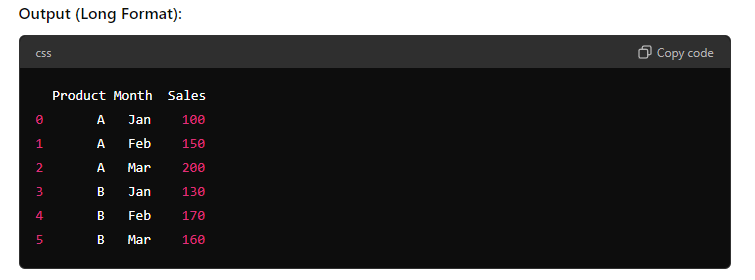 Output (Long Format):
css Copy code
Product Month Sales
0 A Jan 100
1 A Feb 150
2 A Mar 200
3 B Jan 130
4 B Feb 170
5 B Mar 160